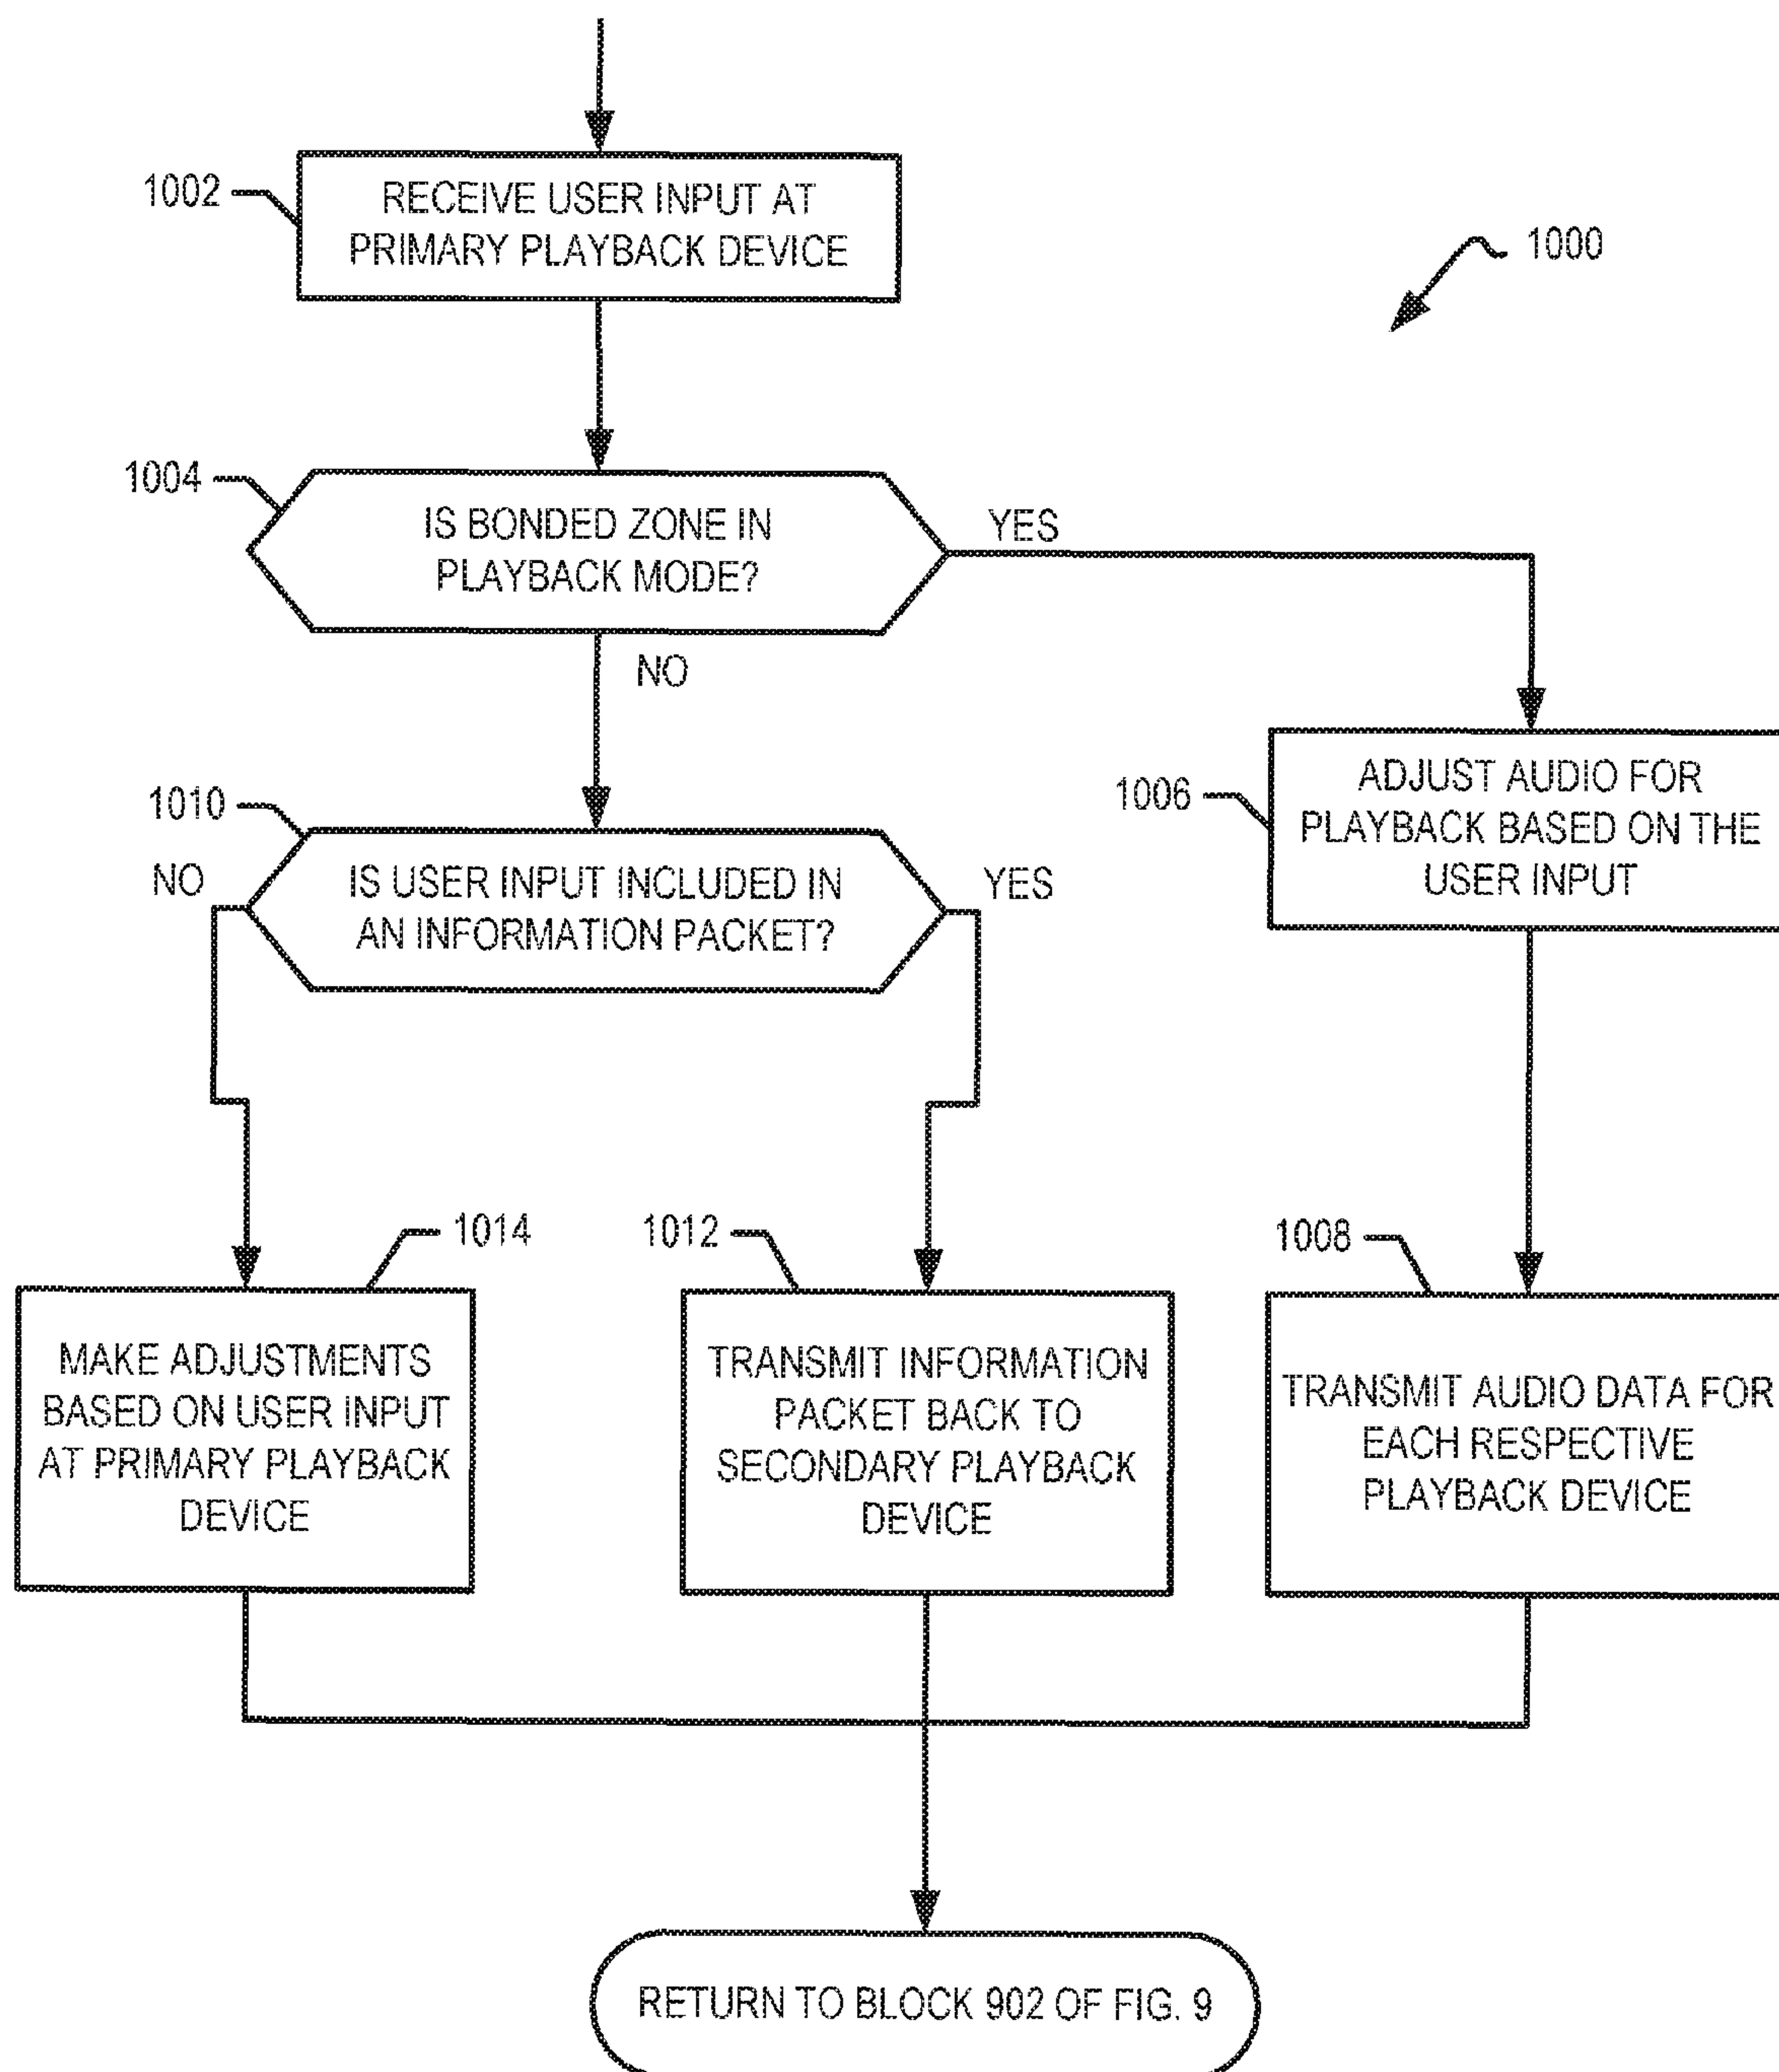 1002
RECEIVE USER INPUT AT
PRIMARY PLAYBACK DEVICE
1000
1004
IS BONDED ZONE IN
PLAYBACK MODE?
YES
NO
1010
NO
IS USER INPUT INCLUDED IN
AN INFORMATION PACKET?
YES
1006
ADJUST AUDIO FOR
PLAYBACK BASED ON THE
USER INPUT
1014
MAKE ADJUSTMENTS
BASED ON USER INPUT
AT PRIMARY PLAYBACK
DEVICE
1012
TRANSMIT INFORMATION
PACKET BACK TO
SECONDARY PLAYBACK
DEVICE
1008
TRANSMIT AUDIO DATA FOR
EACH RESPECTIVE
PLAYBACK DEVICE
RETURN TO BLOCK 902 OF FIG. 9